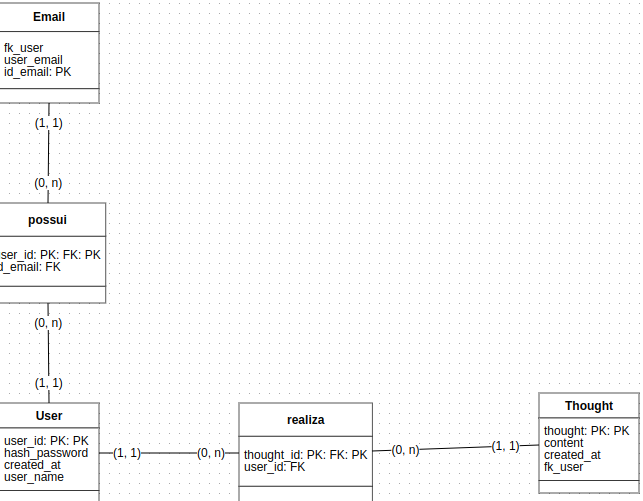 Email
fk_user
user_email
id_email: PK
(1, 1)
(0, n)
possui
ser_id: PK: FK: PK
d_email: FK
(0, n)
(1, 1)
User
user_id: PK: PK
hash_password
created_at
user_name
(1, 1)
(0, n)
realiza
thought_id: PK: FK: PK
user_id: FK
(0, n)
(1, 1)
Thought
thought: PK: PK
content
created_at
fk_user